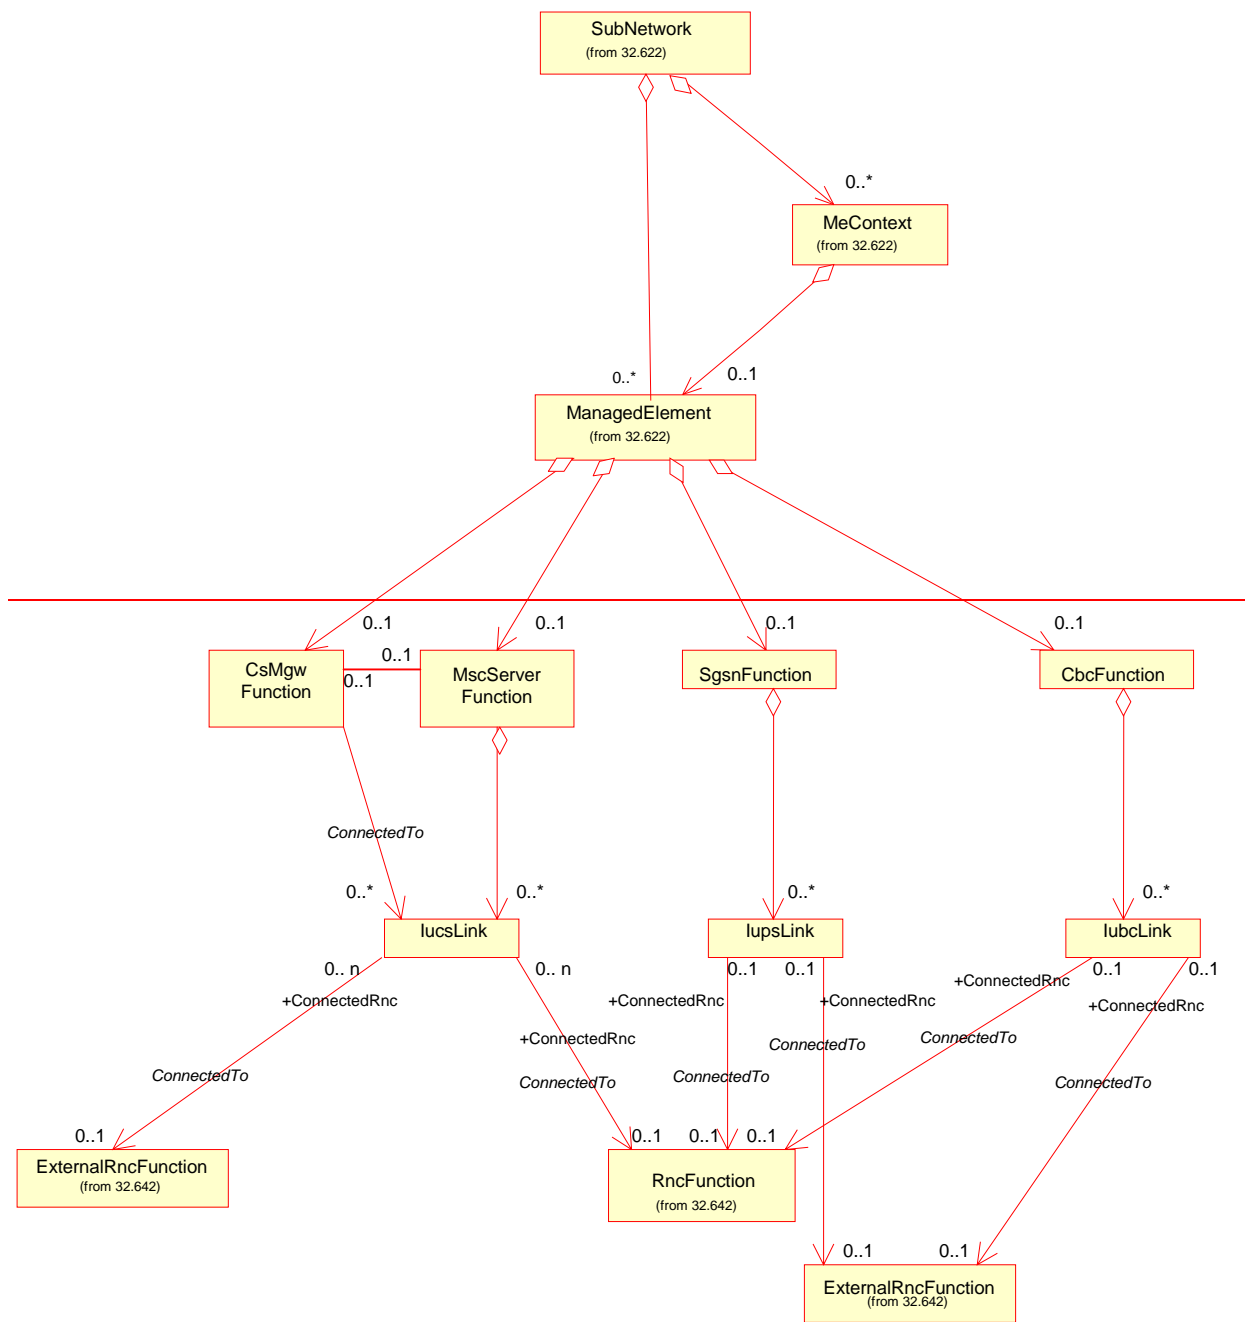 SubNetwork
(from 32.622)
0..*
MeContext
(from 32.622)
0..*
0..1
ManagedElement
(from 32.622)
0..1
0..1
0..1
0..1
CsMgw
Function
0..1
0..1
MscServer
Function
SgsnFunction
CbcFunction
ConnectedTo
0..*
0..*
0..*
0..*
IucsLink
IupsLink
IubcLink
0.. n
0.. n
0..1
0..1
0..1
0..1
+ConnectedRnc
+ConnectedRnc
+ConnectedRnc
+ConnectedRnc
+ConnectedRnc
+ConnectedRnc
ConnectedTo
ConnectedTo
ConnectedTo
ConnectedTo
ConnectedTo
ConnectedTo
0..1
0..1
0..1
0..1
ExternalRncFunction
(from 32.642)
RncFunction
(from 32.642)
0..1
0..1
ExternalRncFunction
(from 32.642)